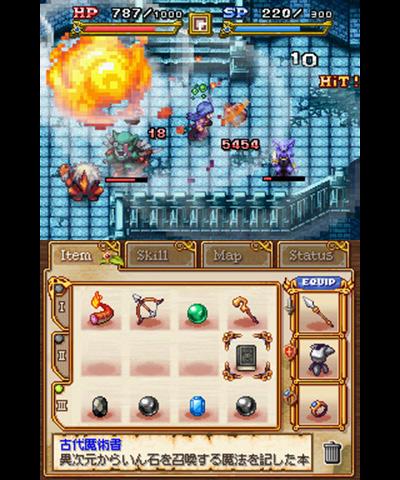 HP 787/1000 SP 220/300
10
HiT!
18
5454
Item Skill Map Status
EQUIP
I
II
III
古代魔術書
異次元からいん石を召喚する魔法を記した本